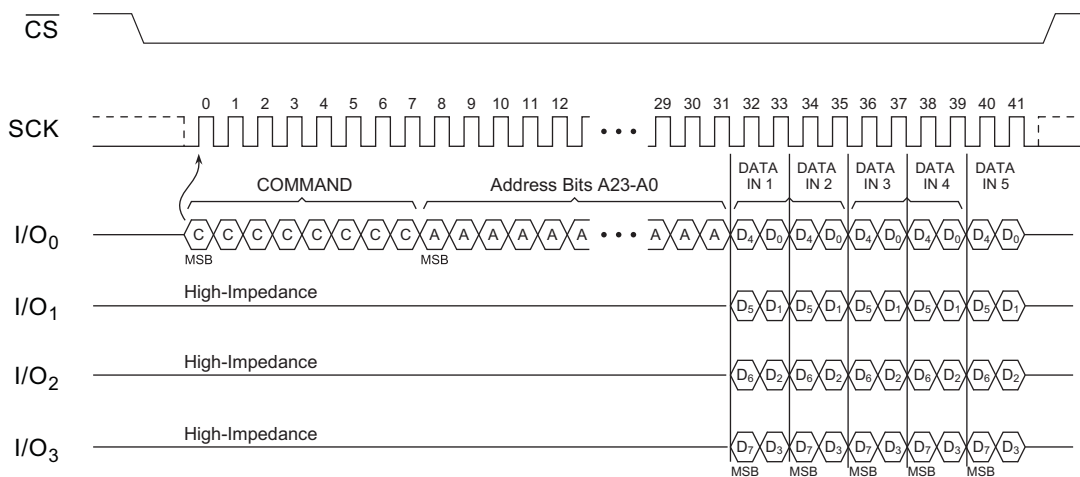 CS
0 1 2 3 4 5 6 7 8 9 10 11 12 29 30 31 32 33 34 35 36 37 38 39 40 41
SCK
DATA IN 1 DATA IN 2 DATA IN 3 DATA IN 4 DATA IN 5
COMMAND Address Bits A23-A0
I/O0 C C C C C C C C A A A A A A A A A D4 D0 D4 D0 D4 D0 D4 D0 D4 D0
MSB MSB
High-Impedance
I/O1 D5 D1 D5 D1 D5 D1 D5 D1 D5 D1
High-Impedance
I/O2 D6 D2 D6 D2 D6 D2 D6 D2 D6 D2
High-Impedance
I/O3 D7 D3 D7 D3 D7 D3 D7 D3 D7 D3
MSB MSB MSB MSB MSB